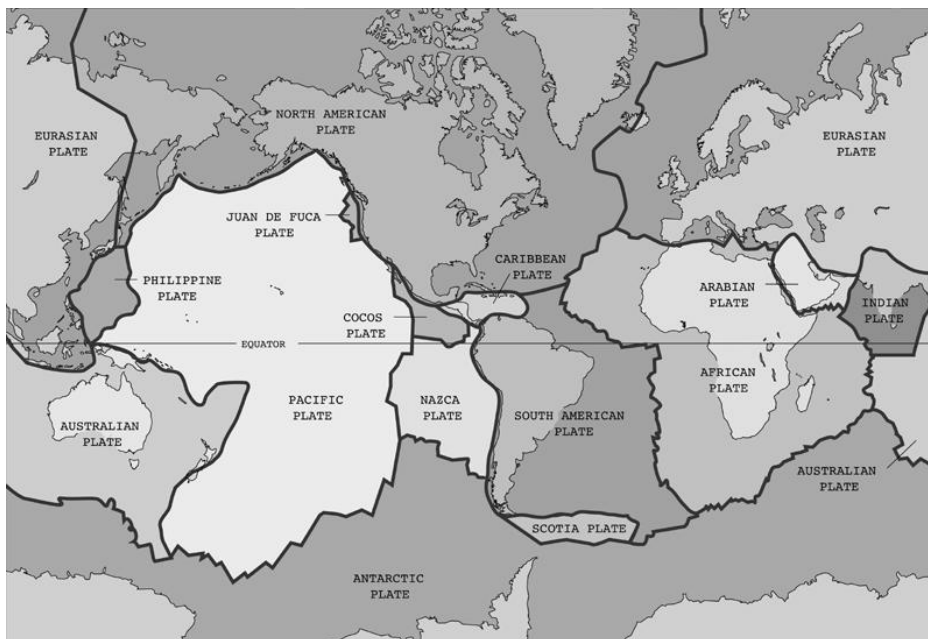 NORTH AMERICAN
PLATE
EURASIAN
PLATE
EURASIAN
PLATE
JUAN DE FUCA
PLATE
CARIBBEAN
PLATE
PHILIPPINE
PLATE
ARABIAN
PLATE
INDIAN
PLATE
COCOS
PLATE
EQUATOR
AFRICAN
PLATE
PACIFIC
PLATE
NAZCA
PLATE
SOUTH AMERICAN
PLATE
AUSTRALIAN
PLATE
AUSTRALIAN
PLATE
SCOTIA PLATE
ANTARCTIC
PLATE